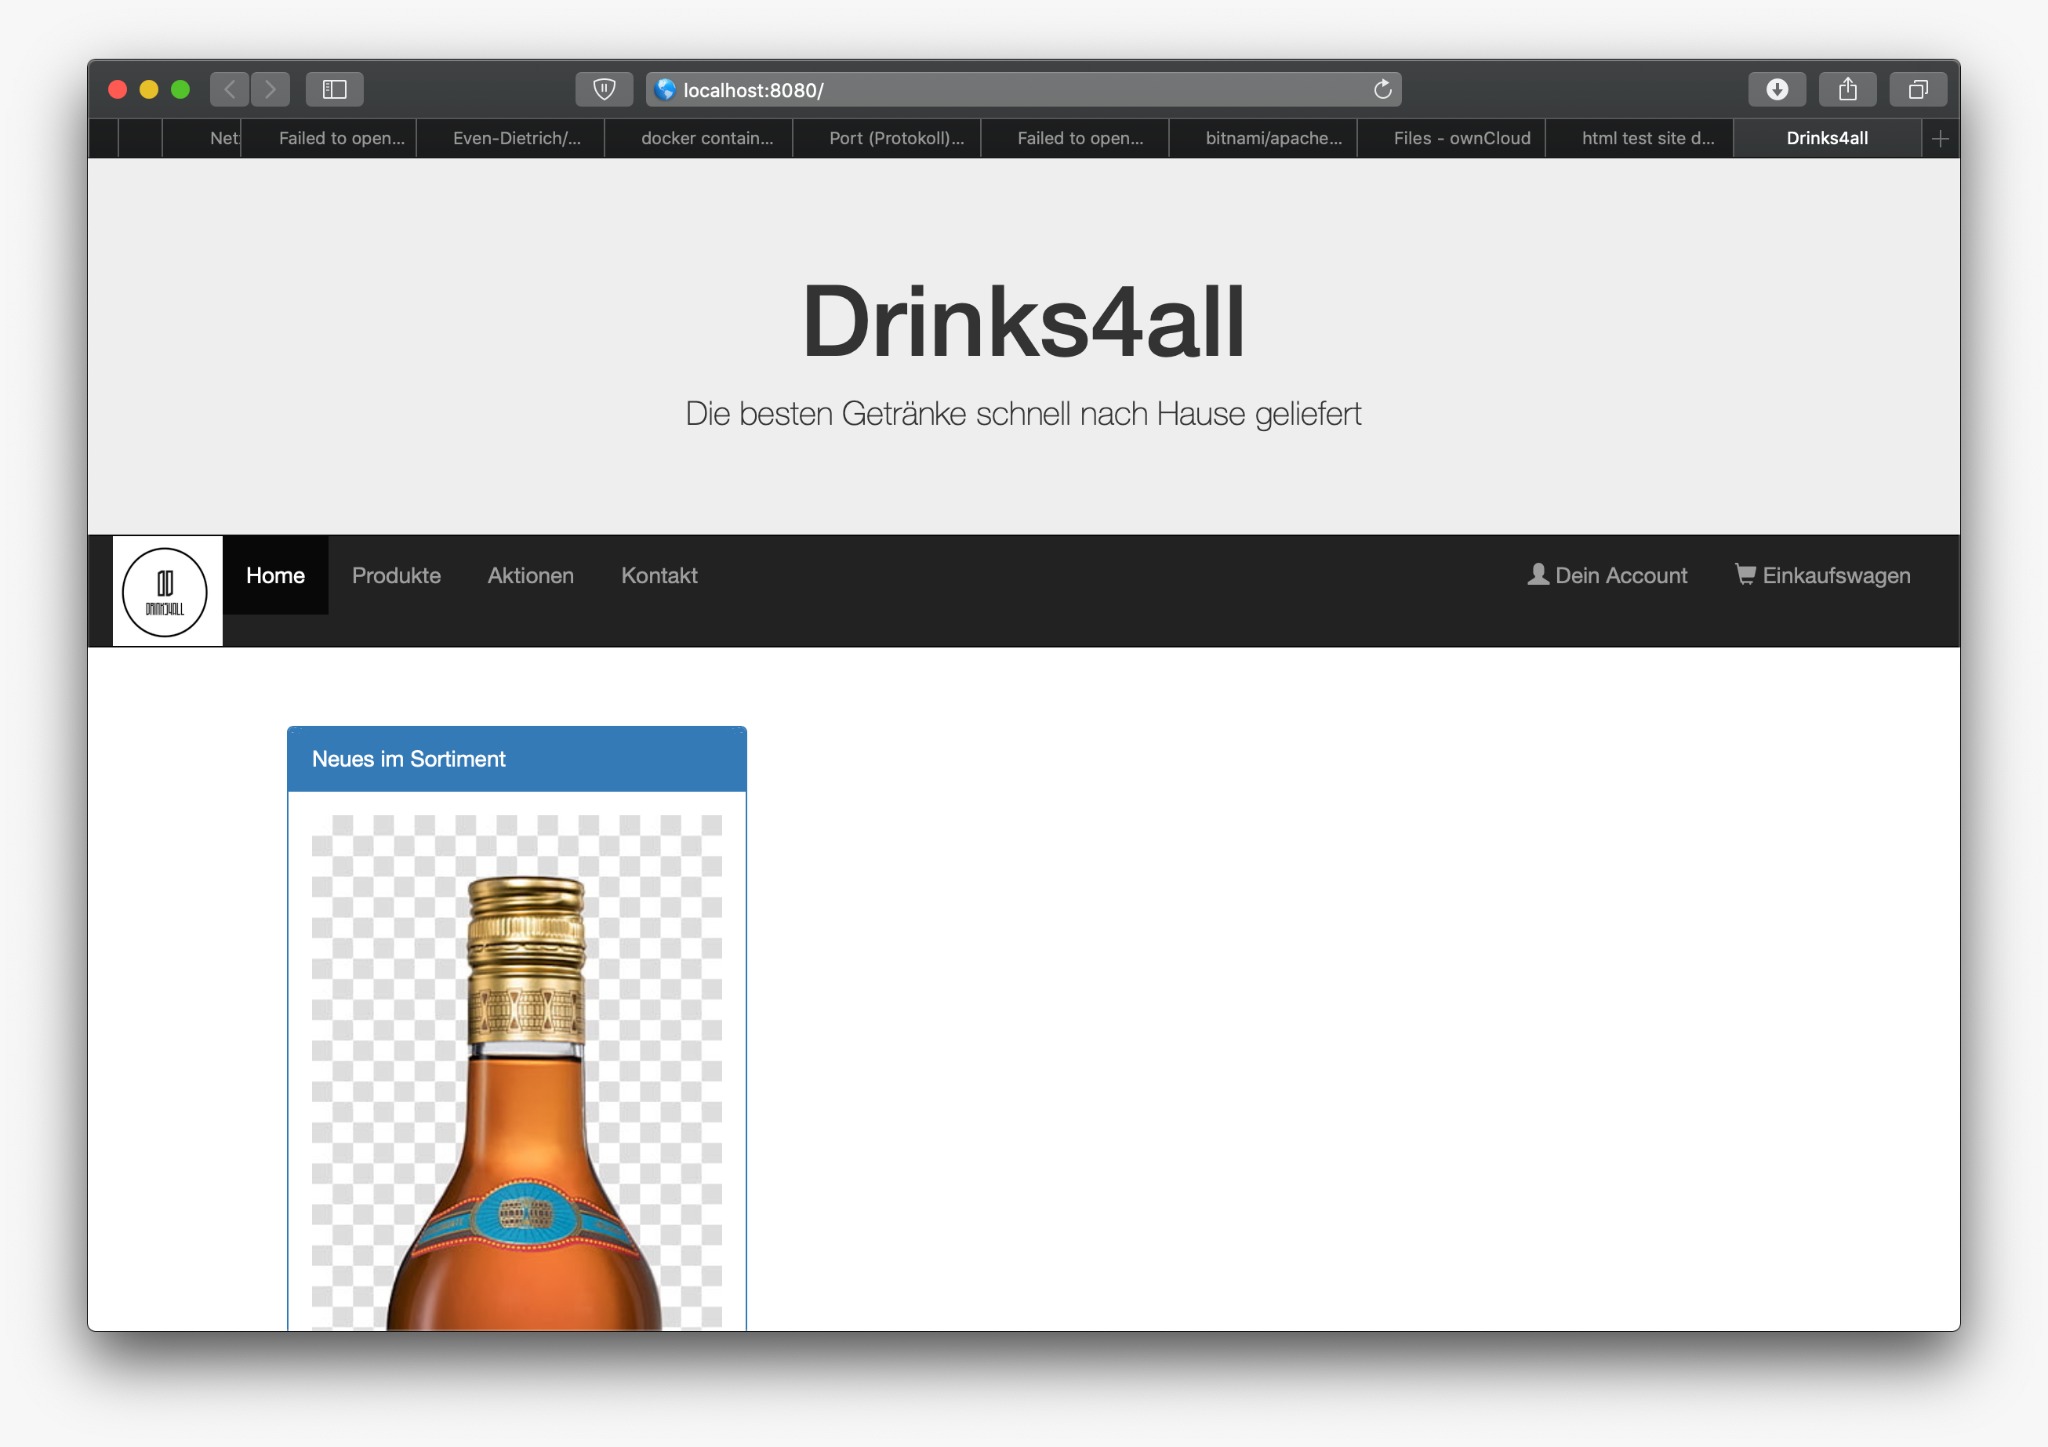 localhost:8080/
Net
Failed to open...
Even-Dietrich/...
docker contain...
Port (Protokoll)...
Failed to open...
bitnami/apache...
Files - ownCloud
html test site d...
Drinks4all
Drinks4all
Die besten Getränke schnell nach Hause geliefert
DRINKS4ALL
Home
Produkte
Aktionen
Kontakt
Dein Account
Einkaufswagen
Neues im Sortiment